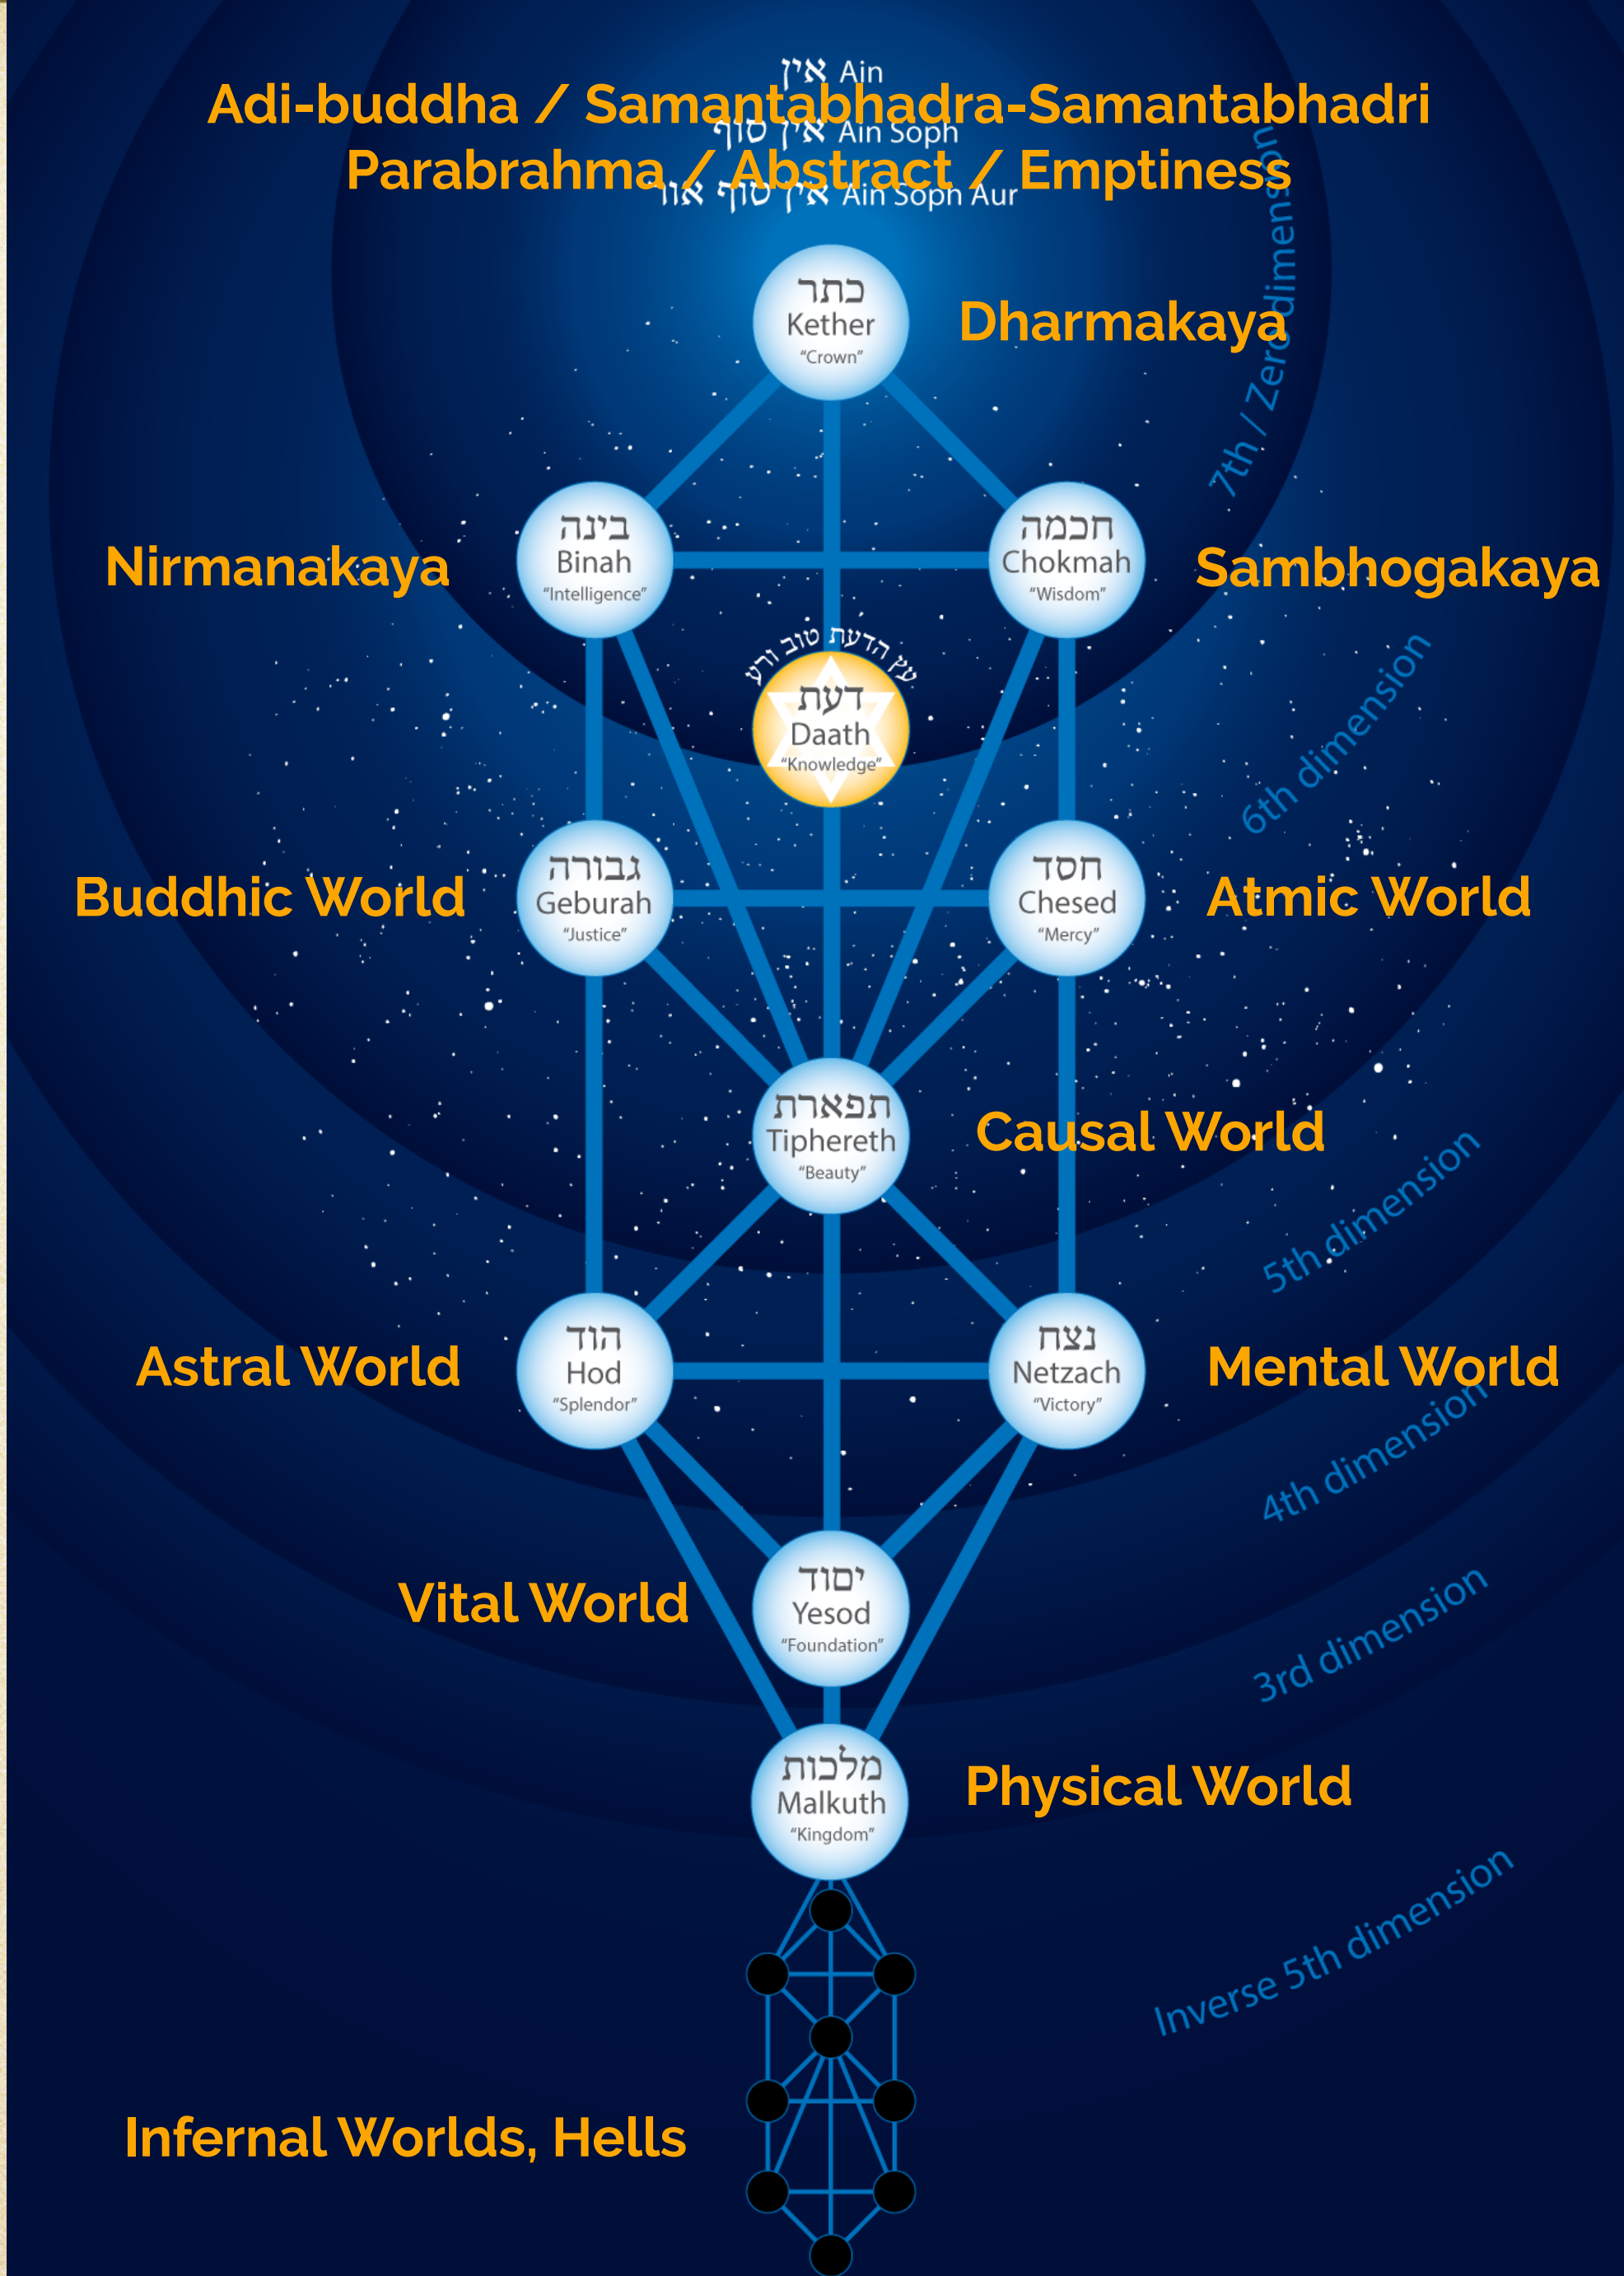 אין Ain
Adi-buddha / Samantabhadra-Samantabhadri
אין סוף Ain Soph
Parabrahma / Abstract / Emptiness
אין סוף אור Ain Soph Aur
7th / Zero dimension
כתר
Kether
“Crown”
Dharmakaya
Nirmanakaya
בינה
Binah
“Intelligence”
חכמה
Chokmah
“Wisdom”
Sambhogakaya
עץ הדעת טוב ורע
דעת
Daath
“Knowledge”
6th dimension
Buddhic World
גבורה
Geburah
“Justice”
חסד
Chesed
“Mercy”
Atmic World
תפארת
Tiphereth
“Beauty”
Causal World
5th dimension
Astral World
הוד
Hod
“Splendor”
נצח
Netzach
“Victory”
Mental World
4th dimension
Vital World
יסוד
Yesod
“Foundation”
3rd dimension
מלכות
Malkuth
“Kingdom”
Physical World
Inverse 5th dimension
Infernal Worlds, Hells